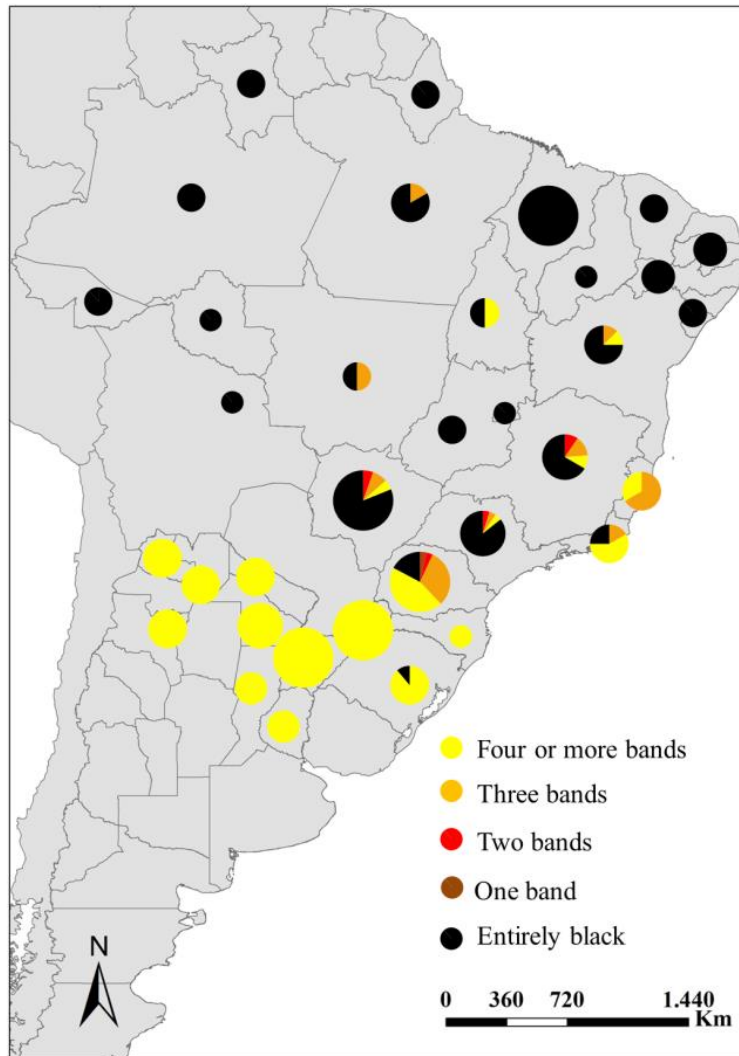 Four or more bands
Three bands
Two bands
One band
Entirely black
N
0 360 720 1.440
Km